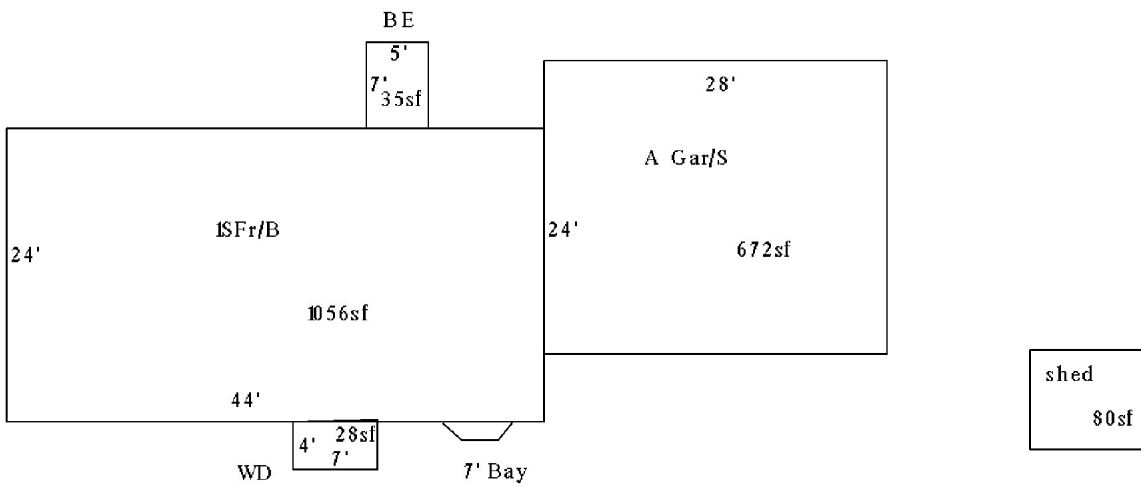 BE
5'
7'
35sf
28'
A Gar/S
1SFr/B
24'
24'
672sf
1056sf
shed
80sf
44'
4'
28sf
7'
WD
7' Bay